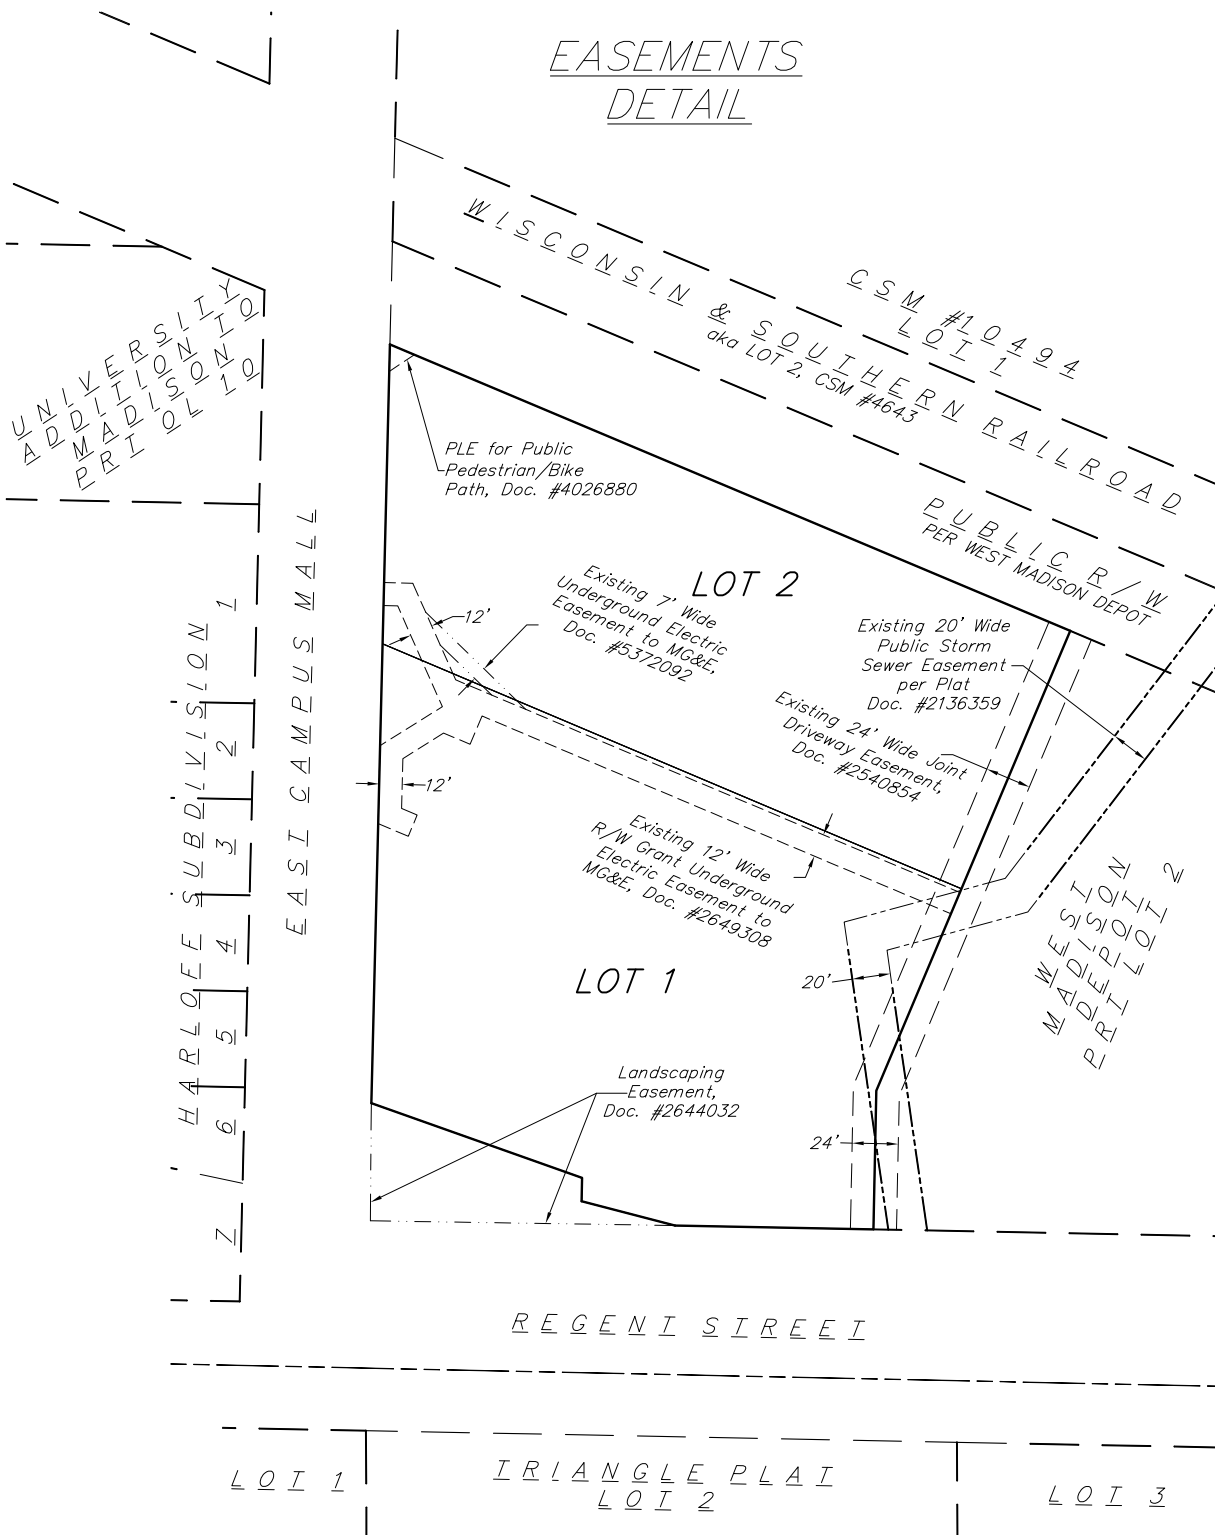 EASEMENTS
DETAIL
WISCONSIN & SOUTHERN RAILROAD
aka LOT 2, CSM #4643
CSM #10494
LOT 1
UNIVERSITY
ADDITION TO
MADISON
PRT OL 10
PLE for Public
Pedestrian/Bike
Path, Doc. #4026880
PUBLIC R/W
PER WEST MADISON DEPOT
LOT 2
Existing 7' Wide
Underground Electric
Easement to MG&E,
Doc. #5372092
12'
Existing 20' Wide
Public Storm
Sewer Easement
per Plat
Doc. #2136359
Existing 24' Wide Joint
Driveway Easement,
Doc. #2540854
12'
Existing 12' Wide
R/W Grant Underground
Electric Easement to
MG&E, Doc. #2649308
EAST CAMPUS MALL
HARLOFF SUBDIVISION
1
2
3
4
5
6
7
LOT 1
20'
WEST
MADISON
DEPOT
PRT LOT 2
Landscaping
Easement,
Doc. #2644032
24'
REGENT STREET
LOT 1
TRIANGLE PLAT
LOT 2
LOT 3